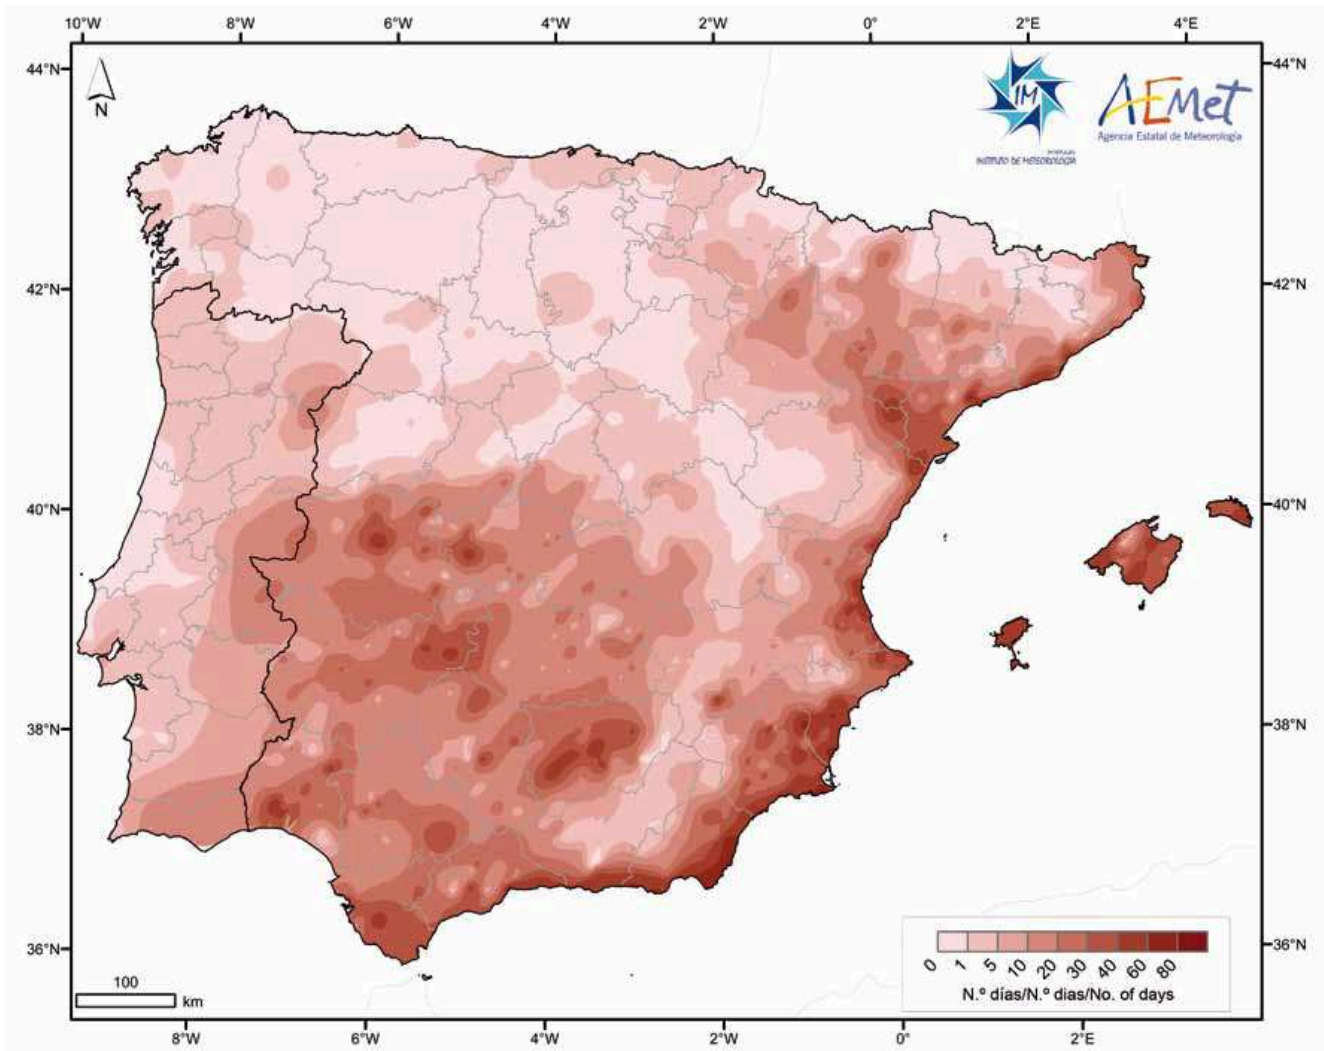 10°W 8°W 6°W 4°W 2°W 0° 2°E 4°E
44°N 44°N
N
IM
AEMet
Agencia Estatal de Meteorología
INSTITUTO DE METEOROLOGIA
42°N 42°N
40°N 40°N
38°N 38°N
36°N 36°N
0 1 5 10 20 30 40 60 80
N.º días/N.º dias/No. of days
100
km
8°W 6°W 4°W 2°W 0° 2°E